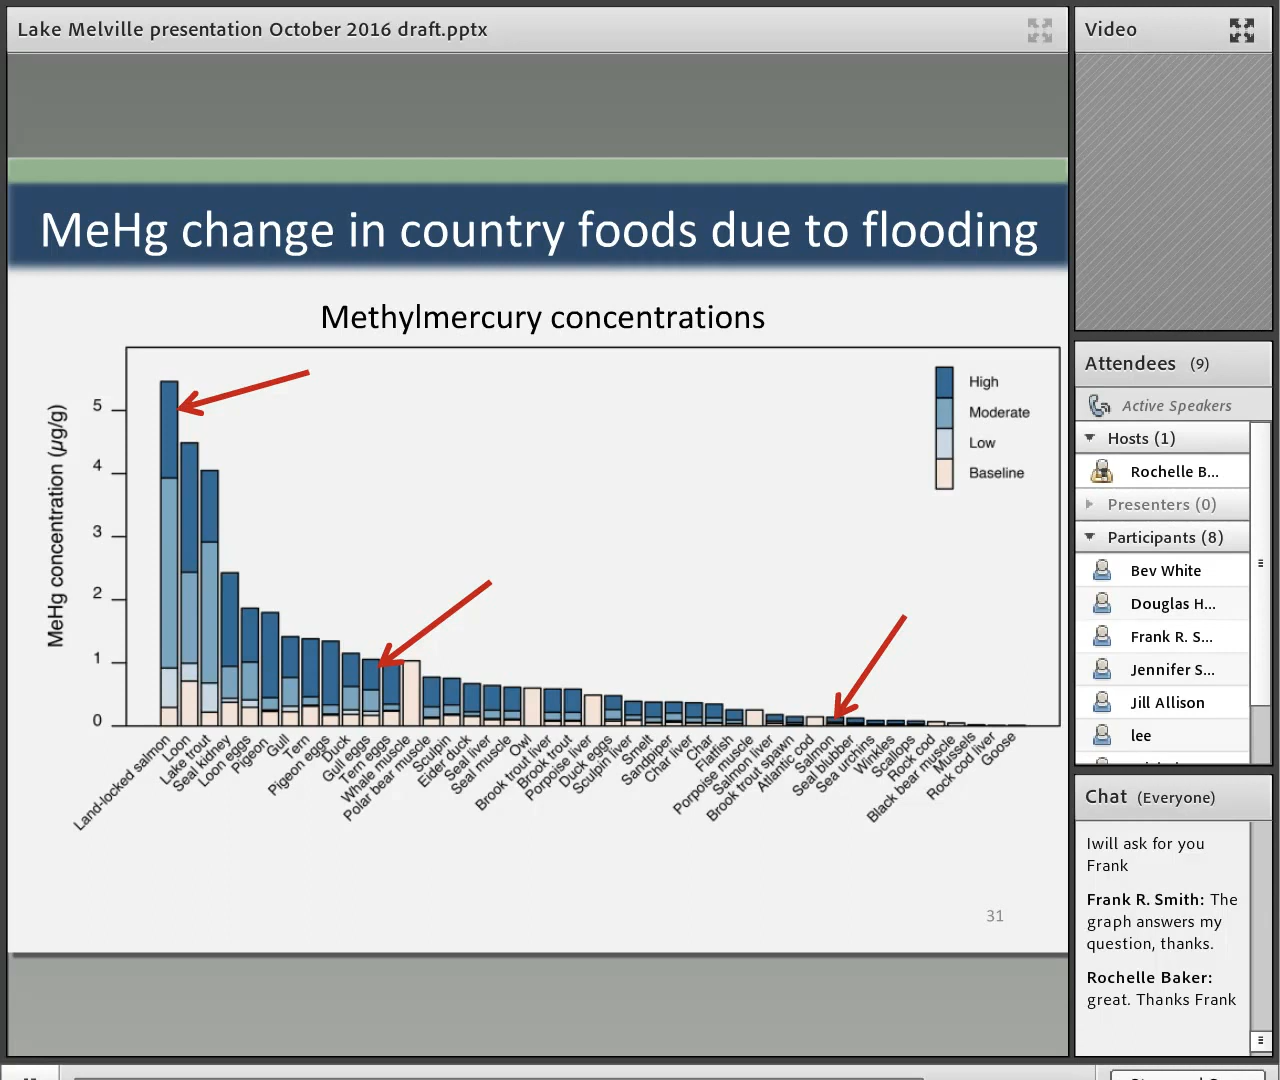 Lake Melville presentation October 2016 draft.pptx
MeHg change in country foods due to flooding
Methylmercury concentrations
MeHg concentration (µg/g)
5
4
3
2
1
0
High
Moderate
Low
Baseline
Land-locked salmon
Loon
Lake trout
Seal kidney
Loon eggs
Pigeon
Gull
Tern
Pigeon eggs
Duck
Gull eggs
Tern eggs
Whale muscle
Polar bear muscle
Sculpin
Eider duck
Seal liver
Seal muscle
Owl
Brook trout liver
Brook trout
Porpoise liver
Duck eggs
Sculpin liver
Smelt
Sandpiper
Char liver
Char
Flatfish
Porpoise muscle
Salmon liver
Brook trout spawn
Atlantic cod
Salmon
Seal blubber
Sea urchins
Winkles
Scallops
Rock cod
Black bear muscle
Mussels
Rock cod liver
Goose
31
Video
Attendees (9)
Active Speakers
Hosts (1)
Rochelle B...
Presenters (0)
Participants (8)
Bev White
Douglas H...
Frank R. S...
Jennifer S...
Jill Allison
lee
Chat (Everyone)
Iwill ask for you
Frank
Frank R. Smith: The
graph answers my
question, thanks.
Rochelle Baker:
great. Thanks Frank